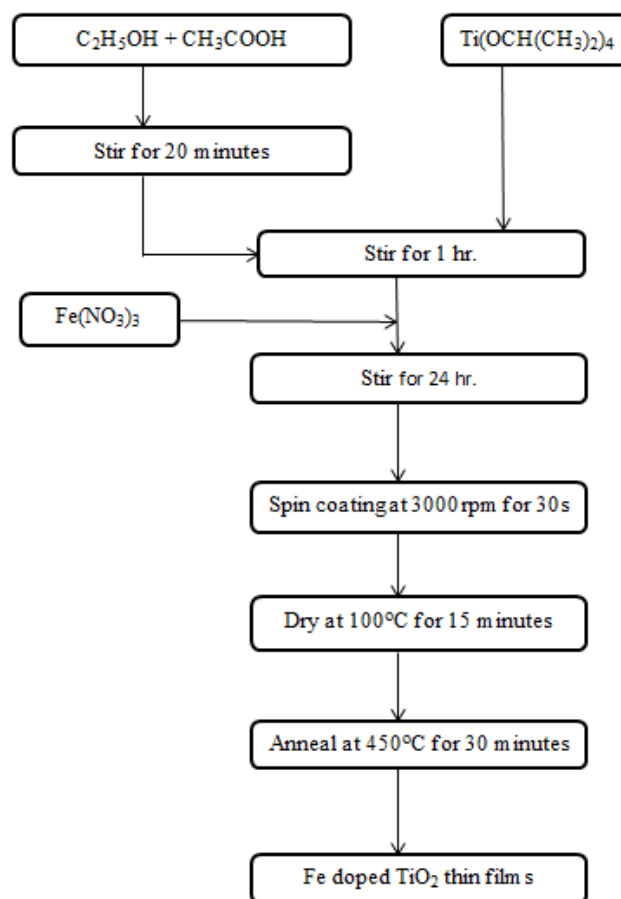 C₂H₅OH + CH₃COOH
Ti(OCH(CH₃)₂)₄
Stir for 20 minutes
Stir for 1 hr.
Fe(NO₃)₃
Stir for 24 hr.
Spin coating at 3000 rpm for 30s
Dry at 100°C for 15 minutes
Anneal at 450°C for 30 minutes
Fe doped TiO₂ thin films